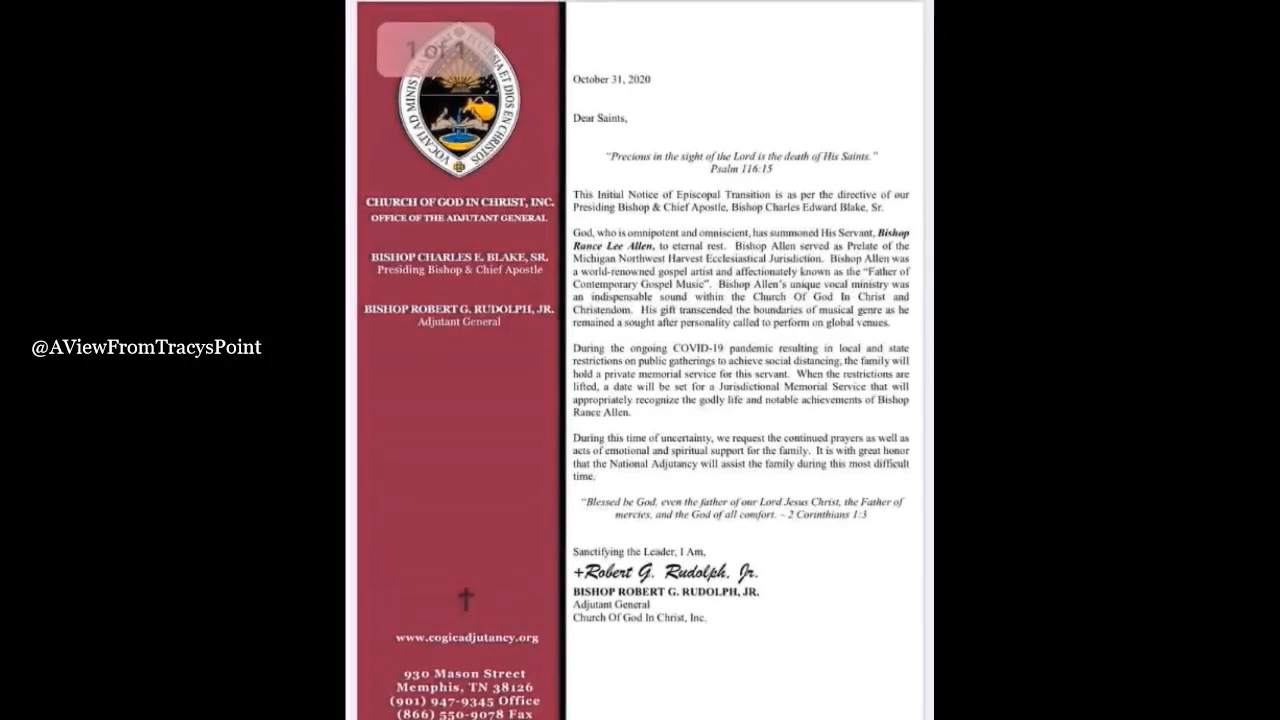 @AViewFromTracysPoint
1 of 1
VOCATI AD MINISTRATUM ECCLESIA ET DIOS EN CHRISTOS
CHURCH OF GOD IN CHRIST, INC.
OFFICE OF THE ADJUTANT GENERAL
BISHOP CHARLES E. BLAKE, SR.
Presiding Bishop & Chief Apostle
BISHOP ROBERT G. RUDOLPH, JR.
Adjutant General
www.cogicadjutancy.org
930 Mason Street
Memphis, TN 38126
(901) 947-9345 Office
(866) 550-9078 Fax
October 31, 2020
Dear Saints,
“Precious in the sight of the Lord is the death of His Saints.”
Psalm 116:15
This Initial Notice of Episcopal Transition is as per the directive of our
Presiding Bishop & Chief Apostle, Bishop Charles Edward Blake, Sr.
God, who is omnipotent and omniscient, has summoned His Servant, Bishop
Rance Lee Allen, to eternal rest. Bishop Allen served as Prelate of the
Michigan Northwest Harvest Ecclesiastical Jurisdiction. Bishop Allen was
a world-renowned gospel artist and affectionately known as the “Father of
Contemporary Gospel Music”. Bishop Allen’s unique vocal ministry was
an indispensable sound within the Church Of God In Christ and
Christendom. His gift transcended the boundaries of musical genre as he
remained a sought after personality called to perform on global venues.
During the ongoing COVID-19 pandemic resulting in local and state
restrictions on public gatherings to achieve social distancing, the family will
hold a private memorial service for this servant. When the restrictions are
lifted, a date will be set for a Jurisdictional Memorial Service that will
appropriately recognize the godly life and notable achievements of Bishop
Rance Allen.
During this time of uncertainty, we request the continued prayers as well as
acts of emotional and spiritual support for the family. It is with great honor
that the National Adjutancy will assist the family during this most difficult
time.
“Blessed be God, even the father of our Lord Jesus Christ, the Father of
mercies, and the God of all comfort. – 2 Corinthians 1:3
Sanctifying the Leader, I Am,
+Robert G. Rudolph, Jr.
BISHOP ROBERT G. RUDOLPH, JR.
Adjutant General
Church Of God In Christ, Inc.